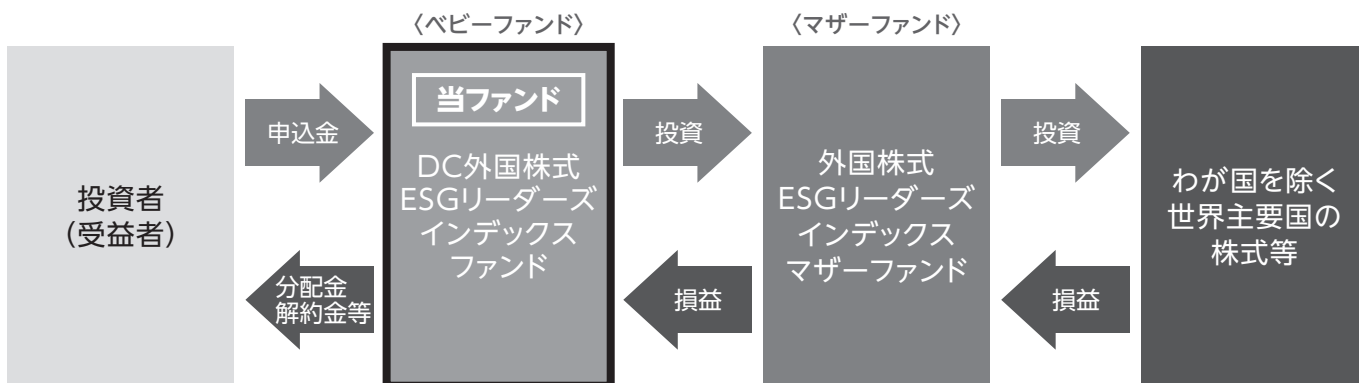 〈ベビーファンド〉
〈マザーファンド〉
投資者
(受益者)
申込金
分配金
解約金等
当ファンド
DC外国株式
ESGリーダーズ
インデックス
ファンド
投資
損益
外国株式
ESGリーダーズ
インデックス
マザーファンド
投資
損益
わが国を除く
世界主要国の
株式等